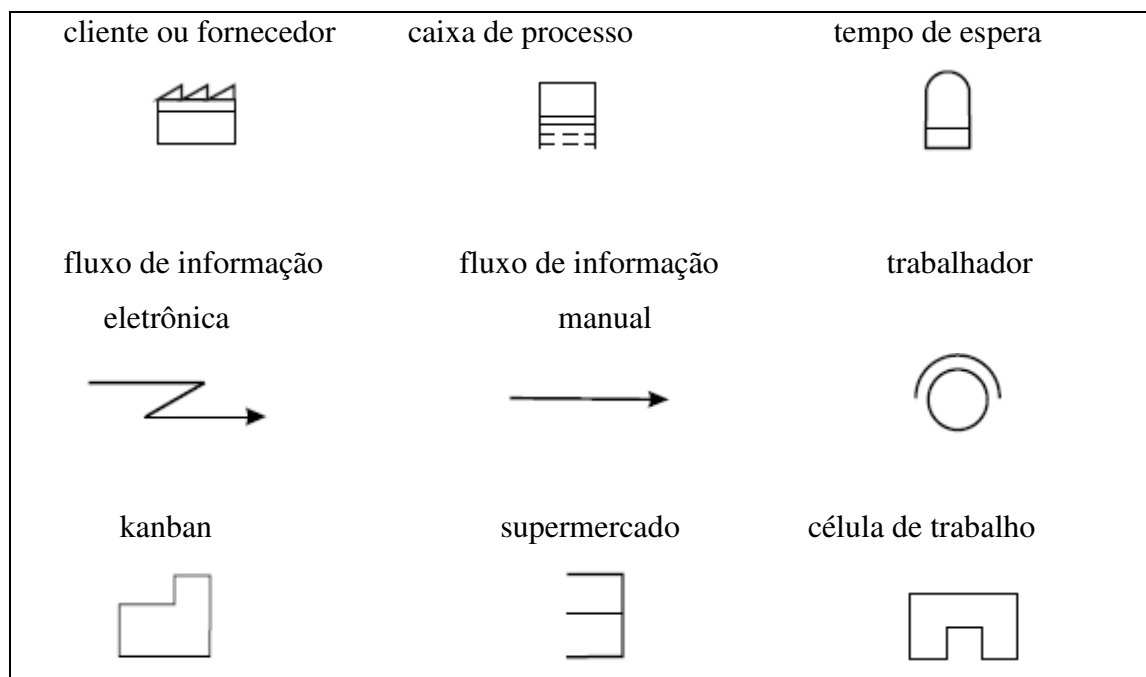 cliente ou fornecedor
caixa de processo
tempo de espera
fluxo de informação
eletrônica
fluxo de informação
manual
trabalhador
kanban
supermercado
célula de trabalho